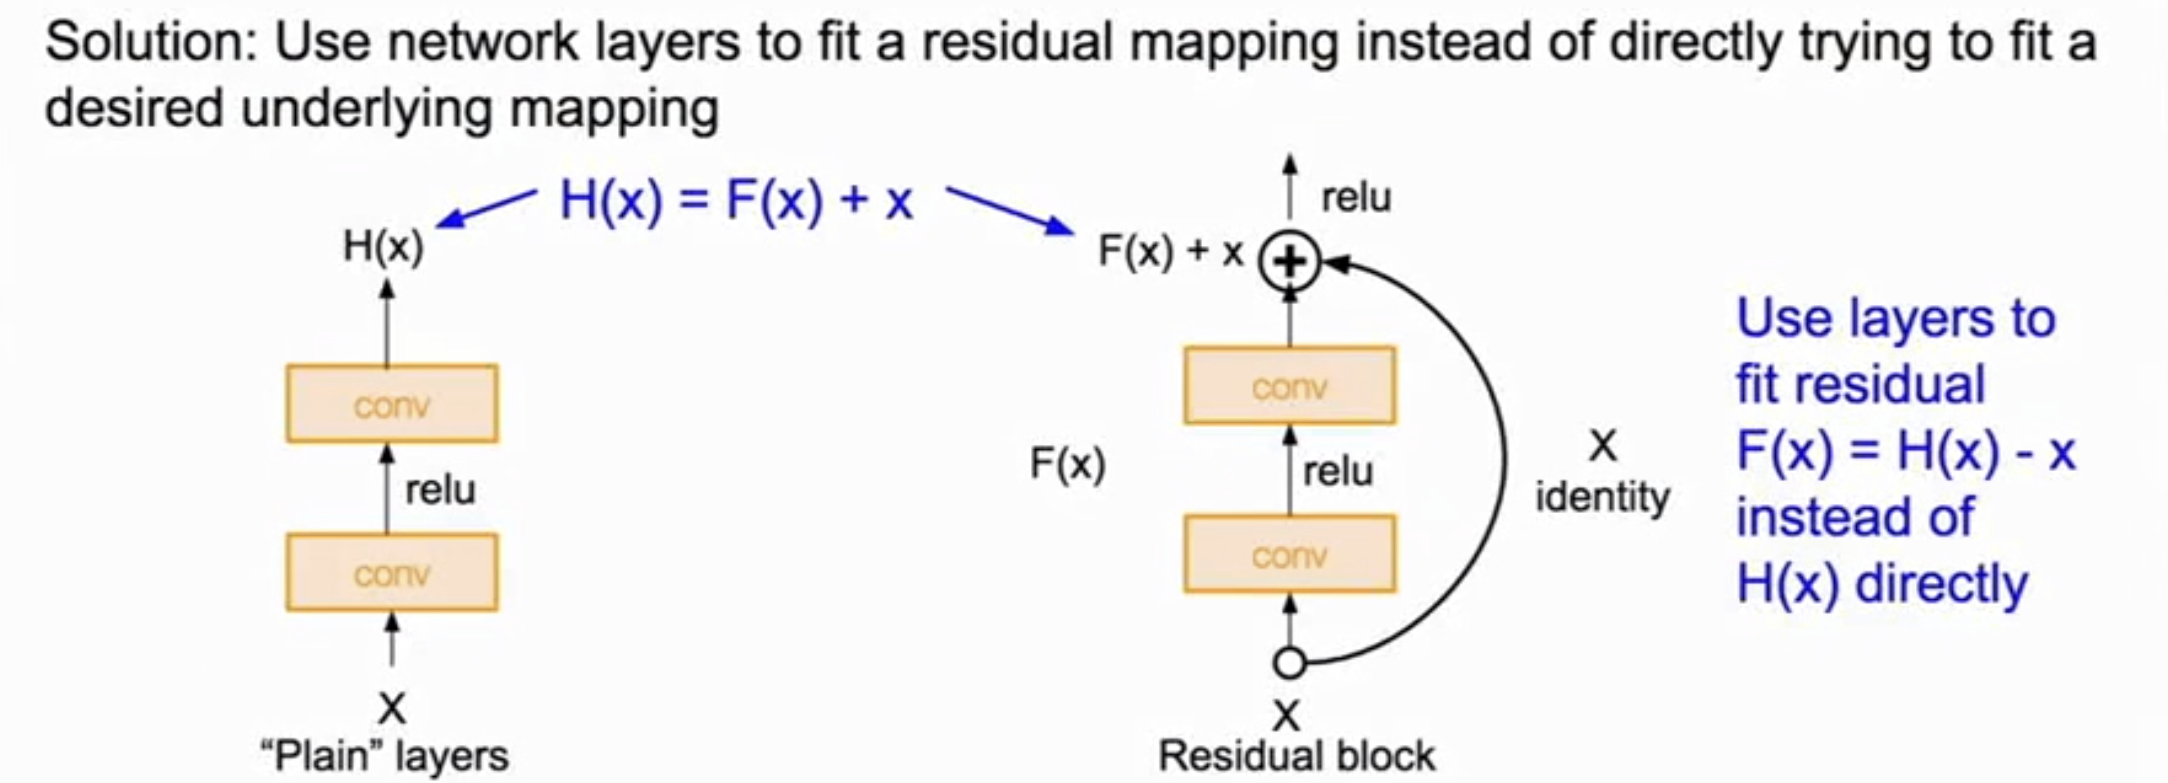 Solution: Use network layers to fit a residual mapping instead of directly trying to fit a
desired underlying mapping
H(x) = F(x) + x
H(x)
conv
relu
conv
X
“Plain” layers
relu
F(x) + x
+
conv
F(x)
relu
conv
X
identity
X
Residual block
Use layers to
fit residual
F(x) = H(x) - x
instead of
H(x) directly